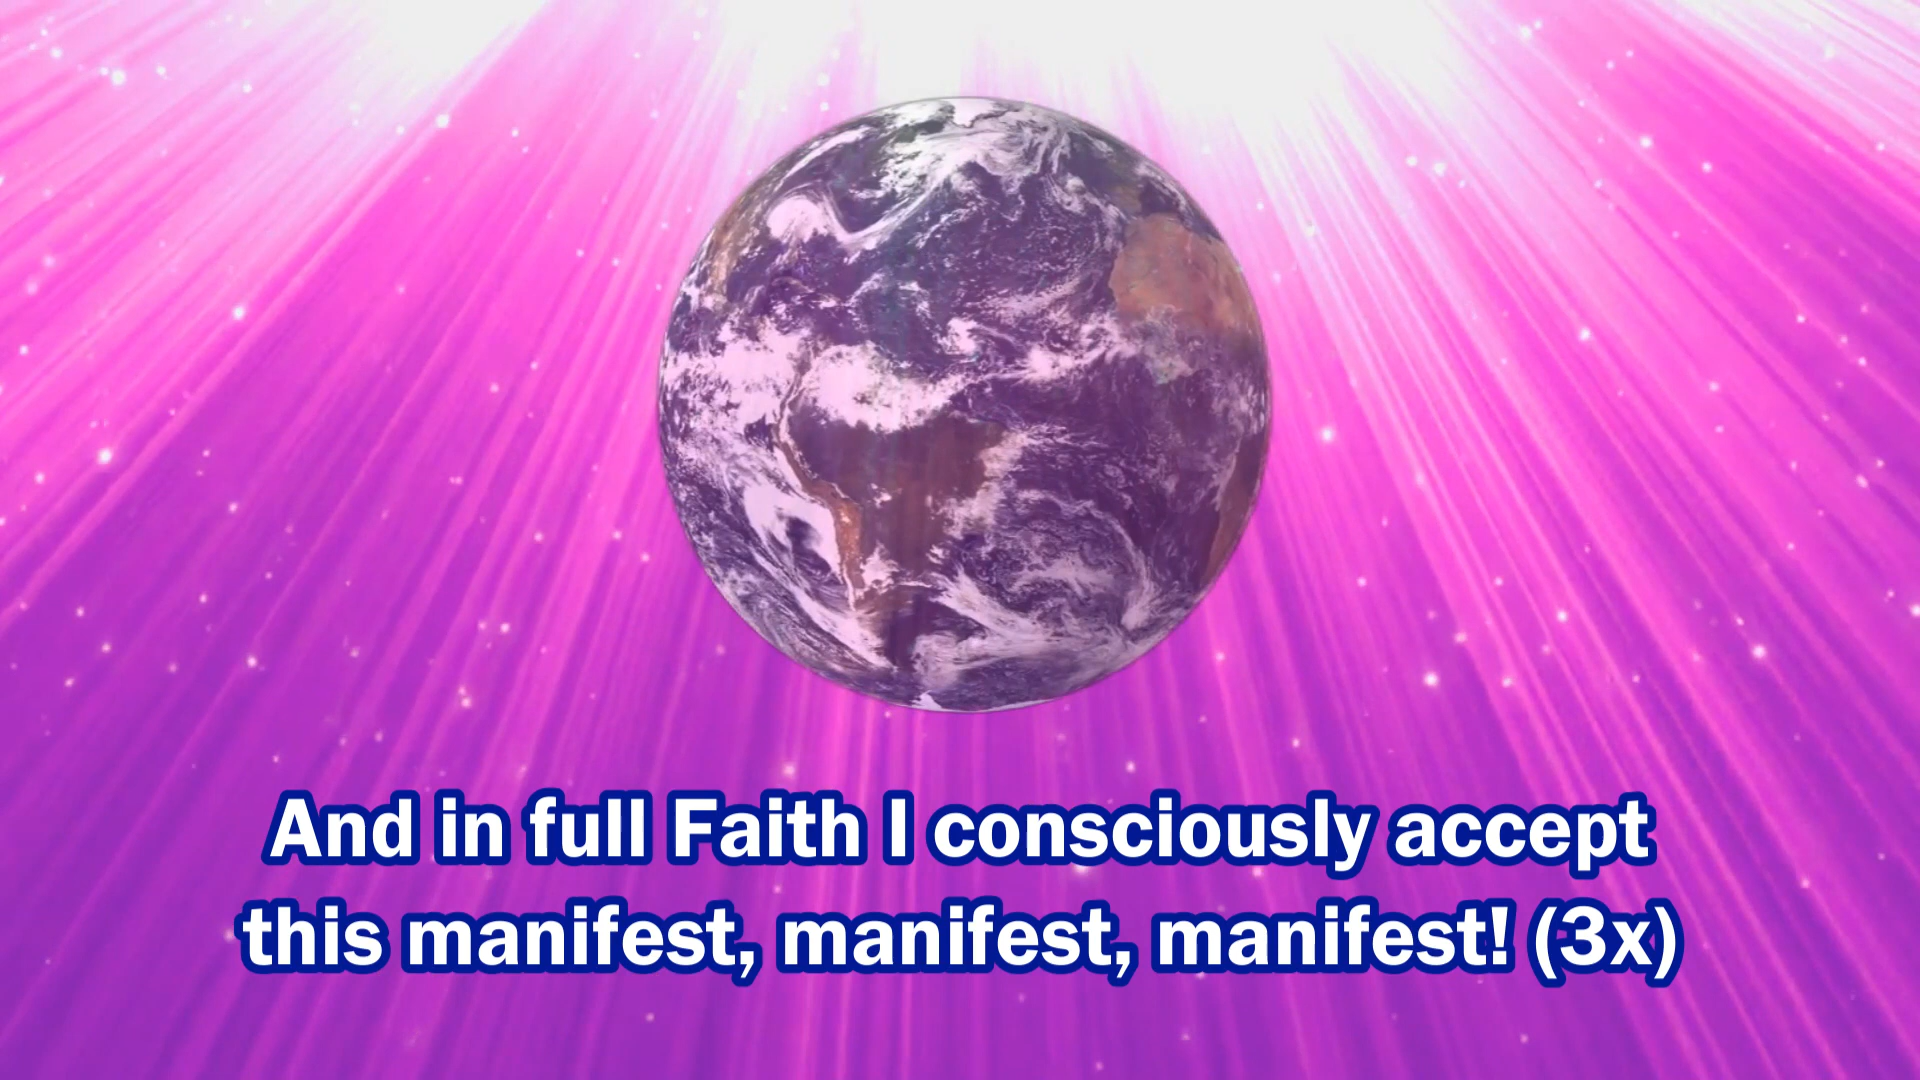 And in full Faith I consciously accept
this manifest, manifest, manifest! (3x)